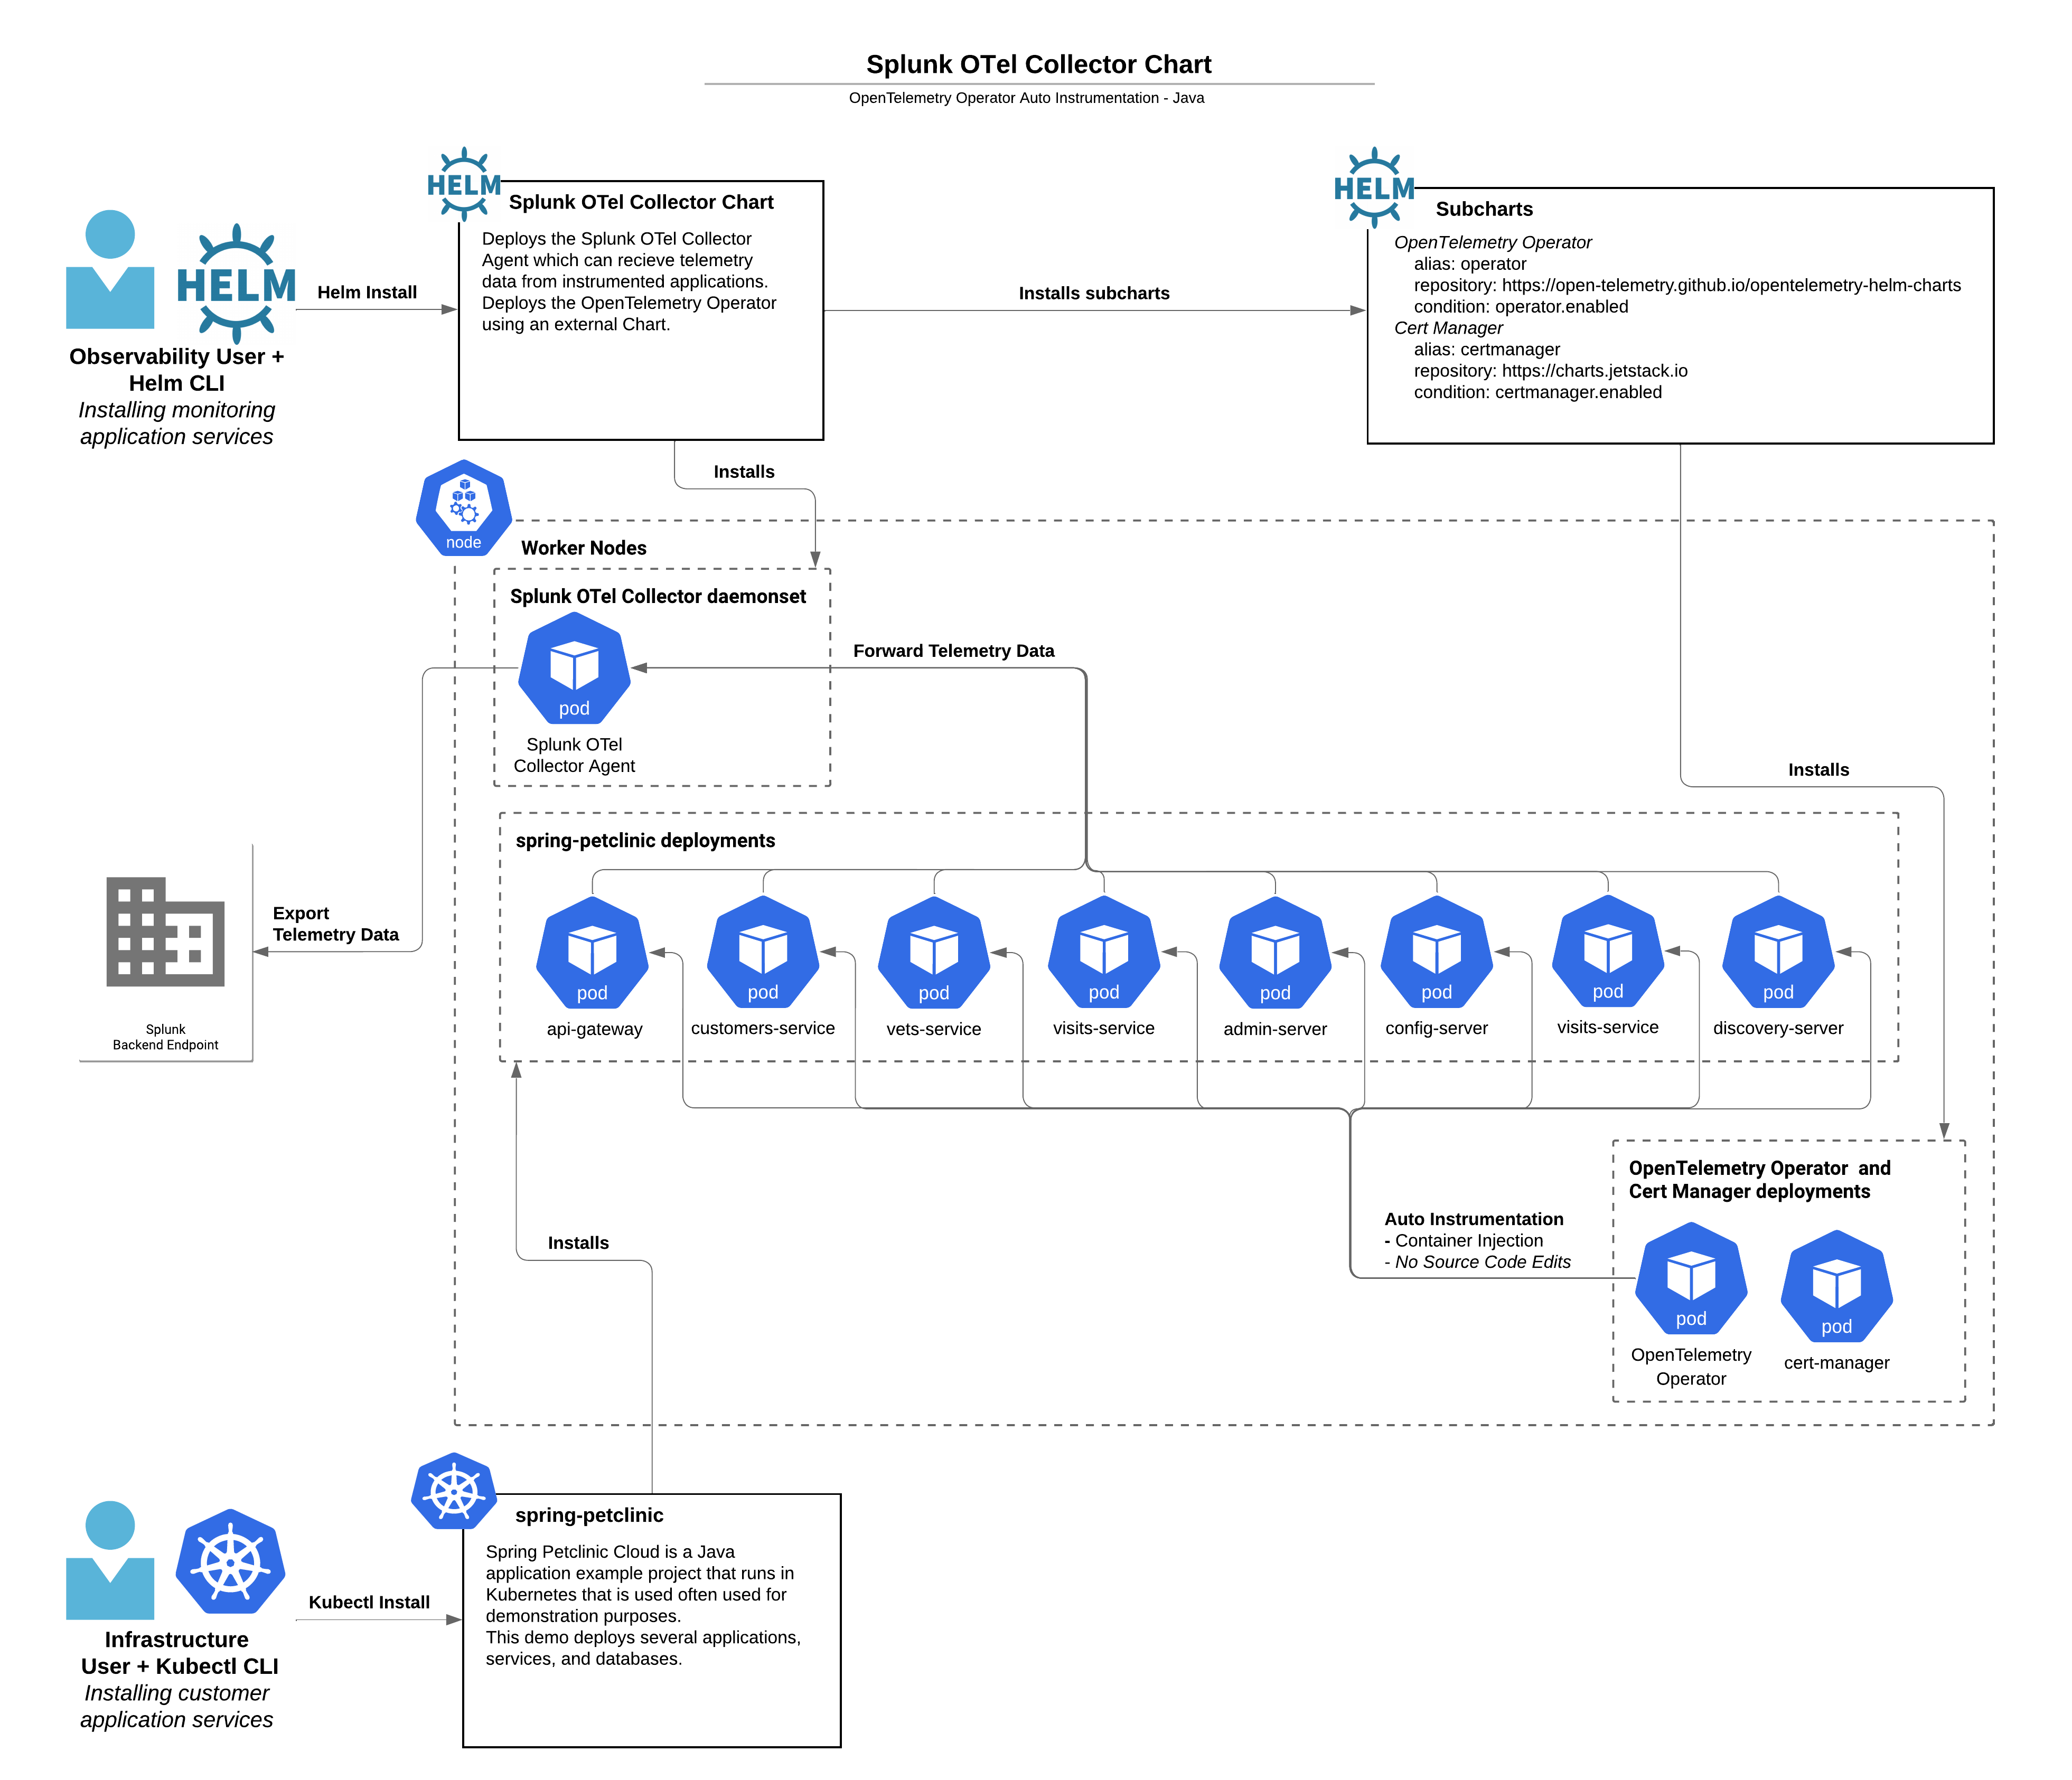 Splunk OTel Collector Chart
OpenTelemetry Operator Auto Instrumentation - Java
HELM
Observability User +
Helm CLI
Installing monitoring
application services
Helm Install
HELM
Splunk OTel Collector Chart
Deploys the Splunk OTel Collector
Agent which can recieve telemetry
data from instrumented applications.
Deploys the OpenTelemetry Operator
using an external Chart.
Installs subcharts
HELM
Subcharts
OpenTelemetry Operator
alias: operator
repository: https://open-telemetry.github.io/opentelemetry-helm-charts
condition: operator.enabled
Cert Manager
alias: certmanager
repository: https://charts.jetstack.io
condition: certmanager.enabled
Installs
node
Worker Nodes
Splunk OTel Collector daemonset
pod
Splunk OTel
Collector Agent
Forward Telemetry Data
Installs
spring-petclinic deployments
pod
api-gateway
pod
customers-service
pod
vets-service
pod
visits-service
pod
admin-server
pod
config-server
pod
visits-service
pod
discovery-server
Export
Telemetry Data
Splunk
Backend Endpoint
OpenTelemetry Operator and
Cert Manager deployments
Auto Instrumentation
- Container Injection
- No Source Code Edits
pod
OpenTelemetry
Operator
pod
cert-manager
Installs
Infrastructure
User + Kubectl CLI
Installing customer
application services
Kubectl Install
spring-petclinic
Spring Petclinic Cloud is a Java
application example project that runs in
Kubernetes that is used often used for
demonstration purposes.
This demo deploys several applications,
services, and databases.